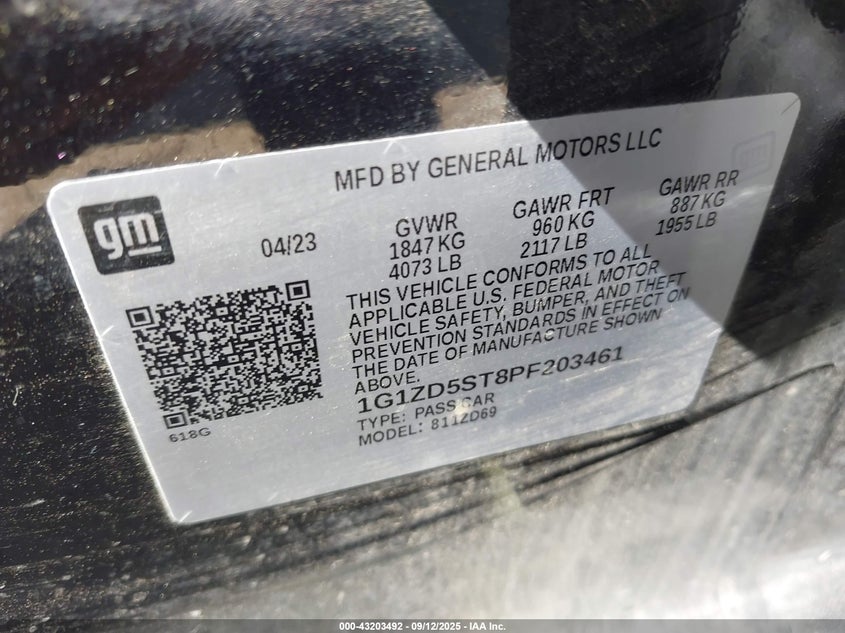 MFD BY GENERAL MOTORS LLC
gm
04/23
GVWR
1847 KG
4073 LB
GAWR FRT
960 KG
2117 LB
GAWR RR
887 KG
1955 LB
THIS VEHICLE CONFORMS TO ALL
APPLICABLE U.S. FEDERAL MOTOR
VEHICLE SAFETY, BUMPER, AND THEFT
PREVENTION STANDARDS IN EFFECT ON
THE DATE OF MANUFACTURE SHOWN
ABOVE.
1G1ZD5ST8PF203461
TYPE: PASS CAR
MODEL: 811ZD69
618G
gm
000-43203492 - 09/12/2025 - IAA Inc.